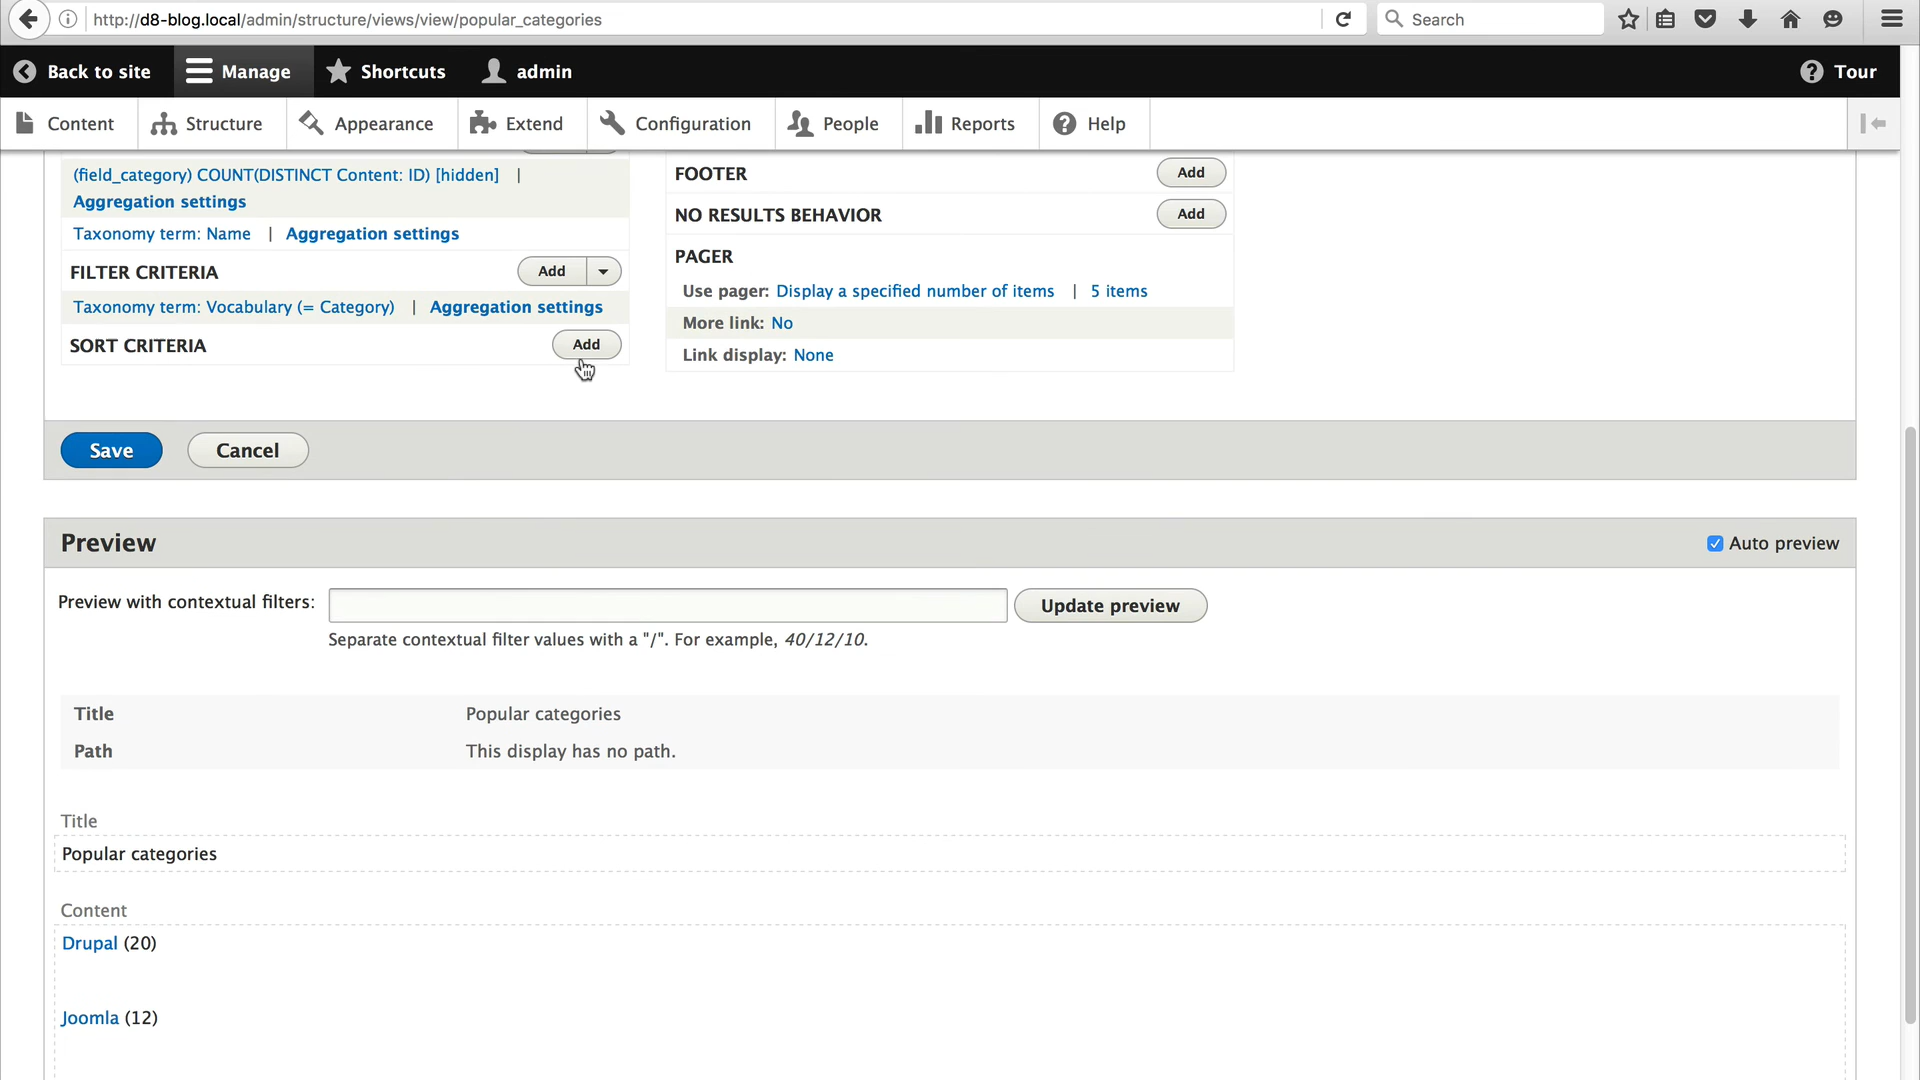 http://d8-blog.local/admin/structure/views/view/popular_categories
Search
Back to site
Manage
Shortcuts
admin
Tour
Content
Structure
Appearance
Extend
Configuration
People
Reports
Help
(field_category) COUNT(DISTINCT Content: ID) [hidden] |
Aggregation settings
Taxonomy term: Name | Aggregation settings
FILTER CRITERIA
Add
Taxonomy term: Vocabulary (= Category) | Aggregation settings
SORT CRITERIA
Add
FOOTER
Add
NO RESULTS BEHAVIOR
Add
PAGER
Use pager: Display a specified number of items | 5 items
More link: No
Link display: None
Save
Cancel
Preview
Auto preview
Preview with contextual filters:
Update preview
Separate contextual filter values with a "/". For example, 40/12/10.
Title Popular categories
Path This display has no path.
Title
Popular categories
Content
Drupal (20)
Joomla (12)